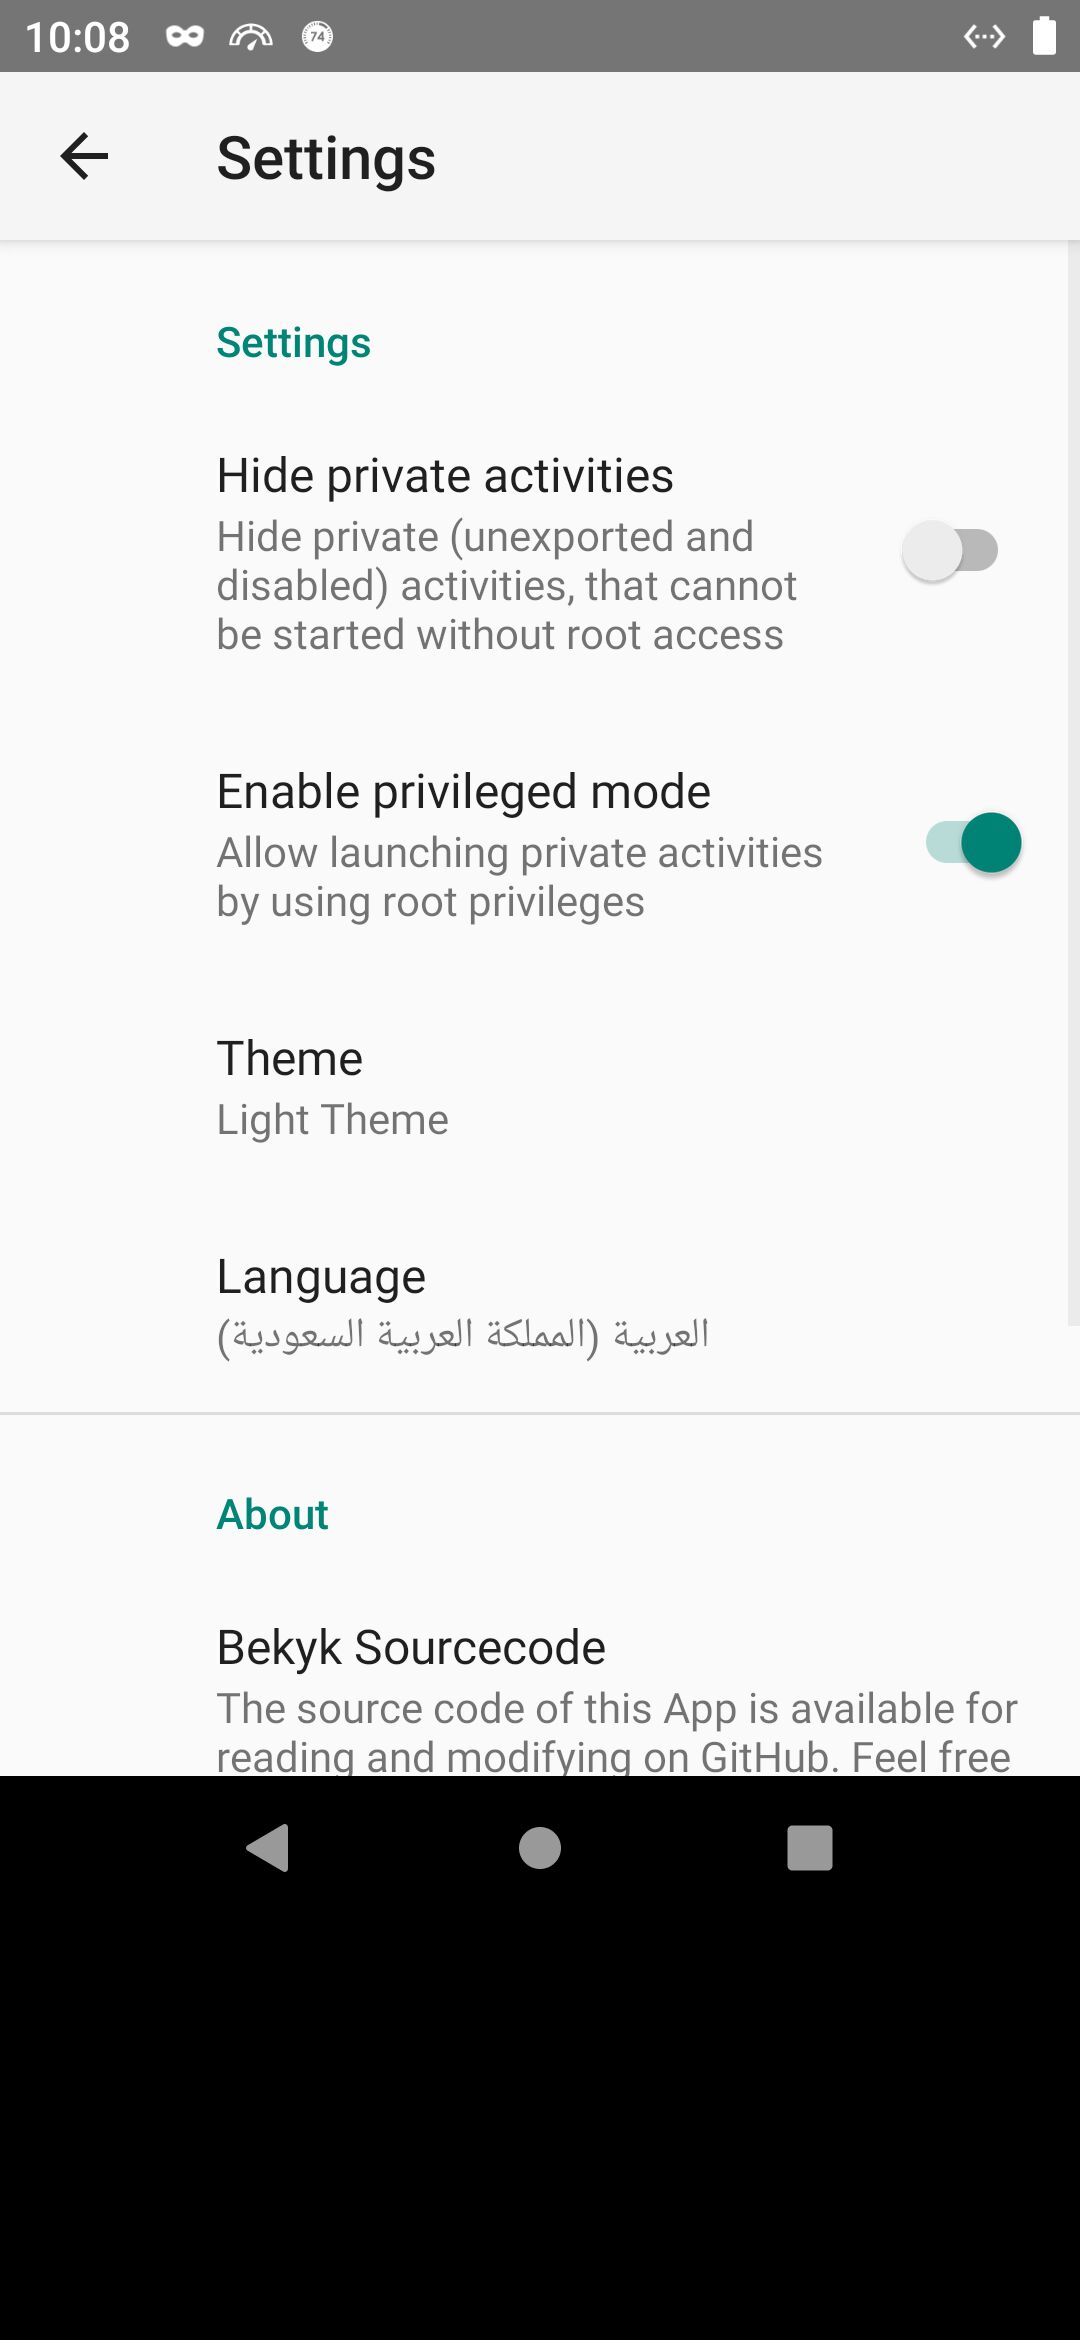 10:08
74
Settings
Settings
Hide private activities
Hide private (unexported and
disabled) activities, that cannot
be started without root access
Enable privileged mode
Allow launching private activities
by using root privileges
Theme
Light Theme
Language
العربية (المملكة العربية السعودية)
About
Bekyk Sourcecode
The source code of this App is available for
reading and modifying on GitHub. Feel free